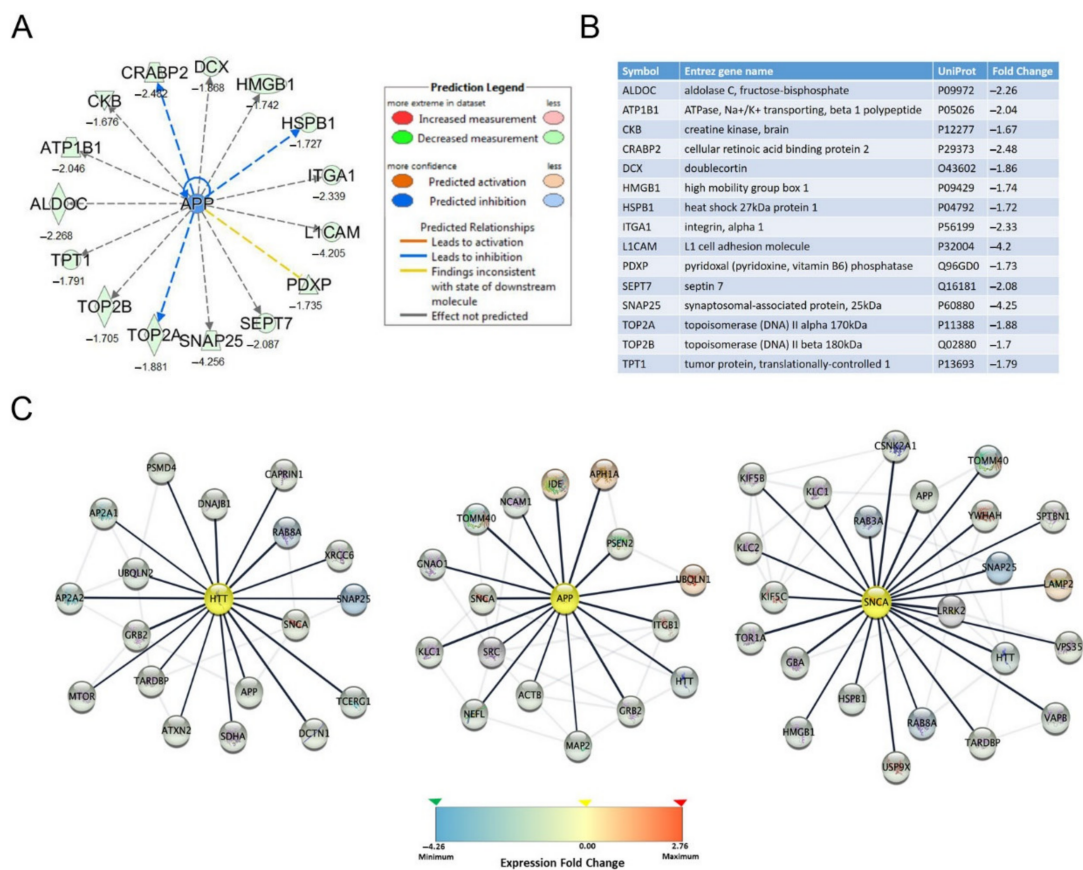 A
DCX
−1.868
CRABP2
−2.482
HMGB1
−1.742
CKB
−1.676
HSPB1
−1.727
ATP1B1
−2.046
ITGA1
−2.339
ALDOC
−2.268
APP
L1CAM
−4.205
TPT1
−1.791
PDXP
−1.735
TOP2B
−1.705
SEPT7
−2.087
TOP2A
−1.881
SNAP25
−4.256
Prediction Legend
more extreme in dataset less
Increased measurement
Decreased measurement
more confidence less
Predicted activation
Predicted inhibition
Predicted Relationships
Leads to activation
Leads to inhibition
Findings inconsistent
with state of downstream
molecule
Effect not predicted
B
Symbol Entrez gene name UniProt Fold Change
ALDOC aldolase C, fructose-bisphosphate P09972 −2.26
ATP1B1 ATPase, Na+/K+ transporting, beta 1 polypeptide P05026 −2.04
CKB creatine kinase, brain P12277 −1.67
CRABP2 cellular retinoic acid binding protein 2 P29373 −2.48
DCX doublecortin O43602 −1.86
HMGB1 high mobility group box 1 P09429 −1.74
HSPB1 heat shock 27kDa protein 1 P04792 −1.72
ITGA1 integrin, alpha 1 P56199 −2.33
L1CAM L1 cell adhesion molecule P32004 −4.2
PDXP pyridoxal (pyridoxine, vitamin B6) phosphatase Q96GD0 −1.73
SEPT7 septin 7 Q16181 −2.08
SNAP25 synaptosomal-associated protein, 25kDa P60880 −4.25
TOP2A topoisomerase (DNA) II alpha 170kDa P11388 −1.88
TOP2B topoisomerase (DNA) II beta 180kDa Q02880 −1.7
TPT1 tumor protein, translationally-controlled 1 P13693 −1.79
C
PSMD4
CAPRIN1
DNAJB1
AP2A1
RAB8A
XRCC6
UBQLN2
AP2A2
HTT
SNAP25
SNCA
GRB2
MTOR
TARDBP
APP
TCERG1
ATXN2
SDHA
DCTN1
IDE
APH1A
NCAM1
TOMM40
PSEN2
GNAO1
UBQLN1
SNCA
APP
ITGB1
KLC1
SRC
HTT
ACTB
NEFL
GRB2
MAP2
CSNK2A1
TOMM40
KIF5B
KLC1
APP
RAB3A
YWHAH
SPTBN1
KLC2
SNAP25
LAMP2
KIF5C
SNCA
LRRK2
TOR1A
VPS35
GBA
HTT
HSPB1
RAB8A
VAPB
HMGB1
TARDBP
USP9X
−4.26 0.00 2.76
Minimum Maximum
Expression Fold Change